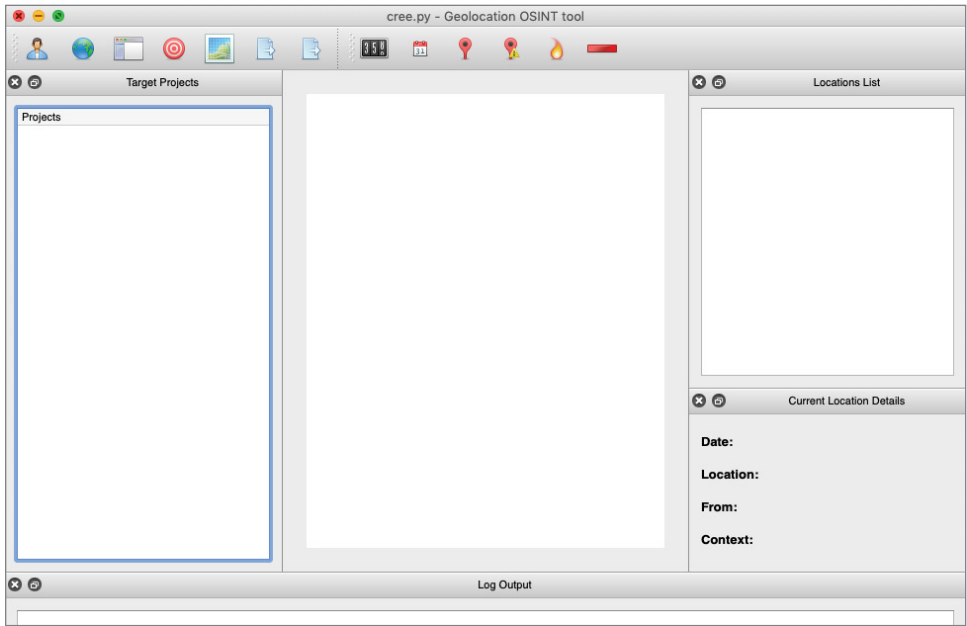 cree.py - Geolocation OSINT tool
31
Target Projects
Locations List
Projects
Current Location Details
Date:
Location:
From:
Context:
Log Output